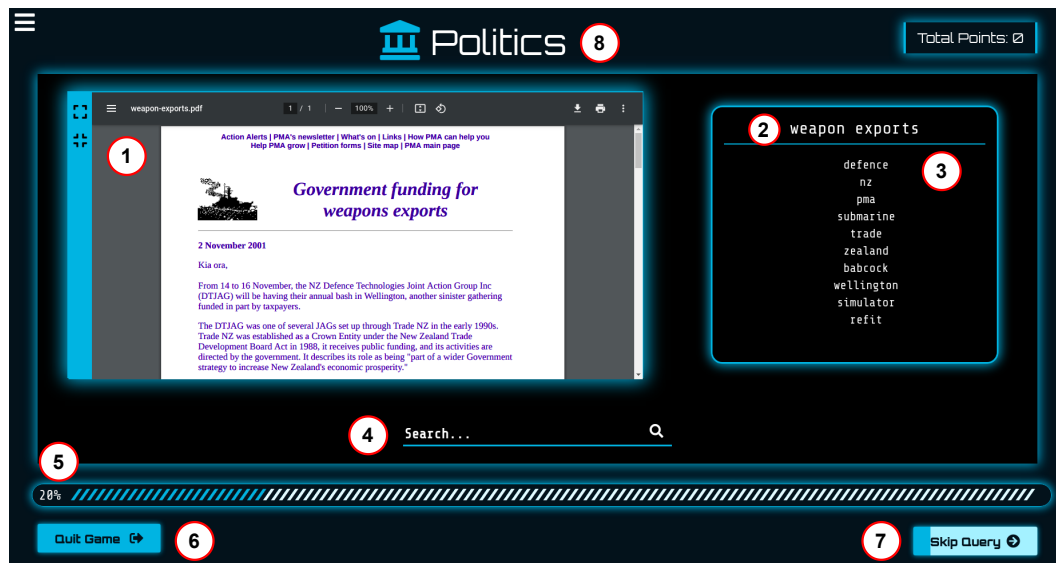 Politics
8
Total Points: 0
weapon-exports.pdf
1 / 1
100%
1
Action Alerts | PMA's newsletter | What's on | Links | How PMA can help you
Help PMA grow | Petition forms | Site map | PMA main page
Government funding for
weapons exports
2 November 2001
Kia ora,
From 14 to 16 November, the NZ Defence Technologies Joint Action Group Inc
(DTJAG) will be having their annual bash in Wellington, another sinister gathering
funded in part by taxpayers.
The DTJAG was one of several JAGs set up through Trade NZ in the early 1990s.
Trade NZ was established as a Crown Entity under the New Zealand Trade
Development Board Act in 1988, it receives public funding, and its activities are
directed by the government. It describes its role as being "part of a wider Government
strategy to increase New Zealand's economic prosperity."
2
weapon exports
3
defence
nz
pma
submarine
trade
zealand
babcock
wellington
simulator
refit
4
Search...
5
20%
Quit Game
6
7
Skip Query